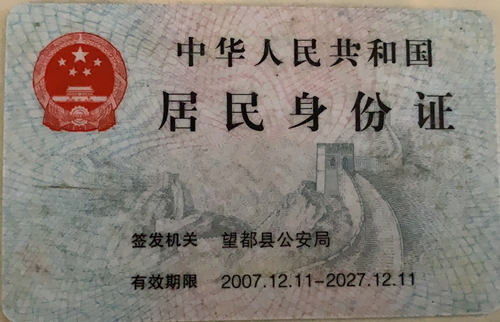 中华人民共和国
居民身份证
签发机关 望都县公安局
有效期限 2007.12.11-2027.12.11